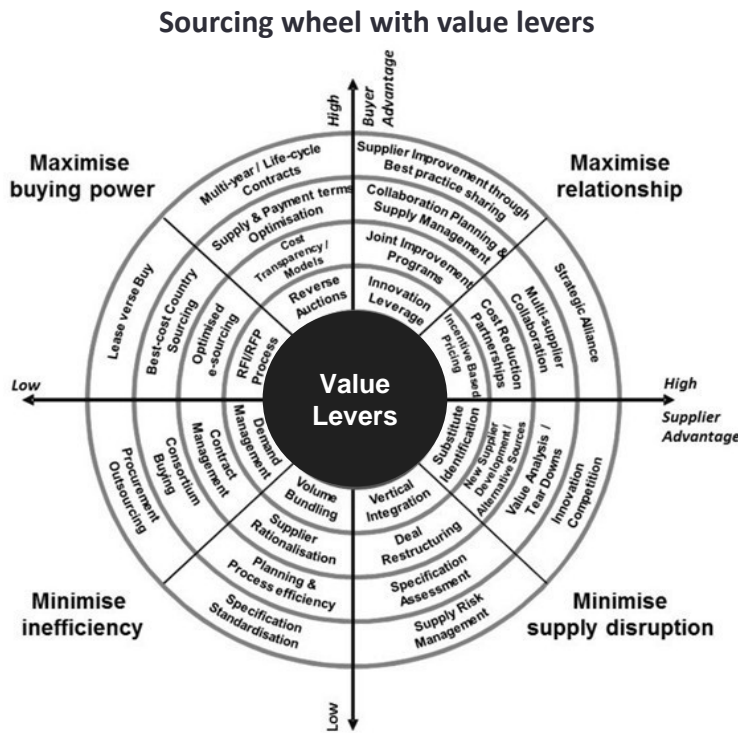 Sourcing wheel with value levers
High
Buyer
Advantage
Maximise
buying power
Maximise
relationship
Multi-year / Life-cycle
Contracts
Supply & Payment terms
Optimisation
Cost
Transparency /
Models
Reverse
Auctions
Lease verse Buy
Best-cost Country
Sourcing
Optimised
e-sourcing
RFI/RFP
Process
Supplier Improvement through
Best practice sharing
Collaboration Planning &
Supply Management
Joint Improvement
Programs
Innovation
Leverage
Strategic Alliance
Multi-supplier
Collaboration
Cost Reduction
Partnerships
Incentive Based
Pricing
Value
Levers
Low
High
Supplier
Advantage
Procurement
Outsourcing
Consortium
Buying
Contract
Management
Demand
Management
Volume
Bundling
Supplier
Rationalisation
Planning &
Process efficiency
Specification
Standardisation
Substitute
Identification
New Supplier
Development /
Alternative Sources
Value Analysis /
Tear Downs
Innovation
Competition
Vertical
Integration
Deal
Restructuring
Specification
Assessment
Supply Risk
Management
Minimise
inefficiency
Minimise
supply disruption
Low